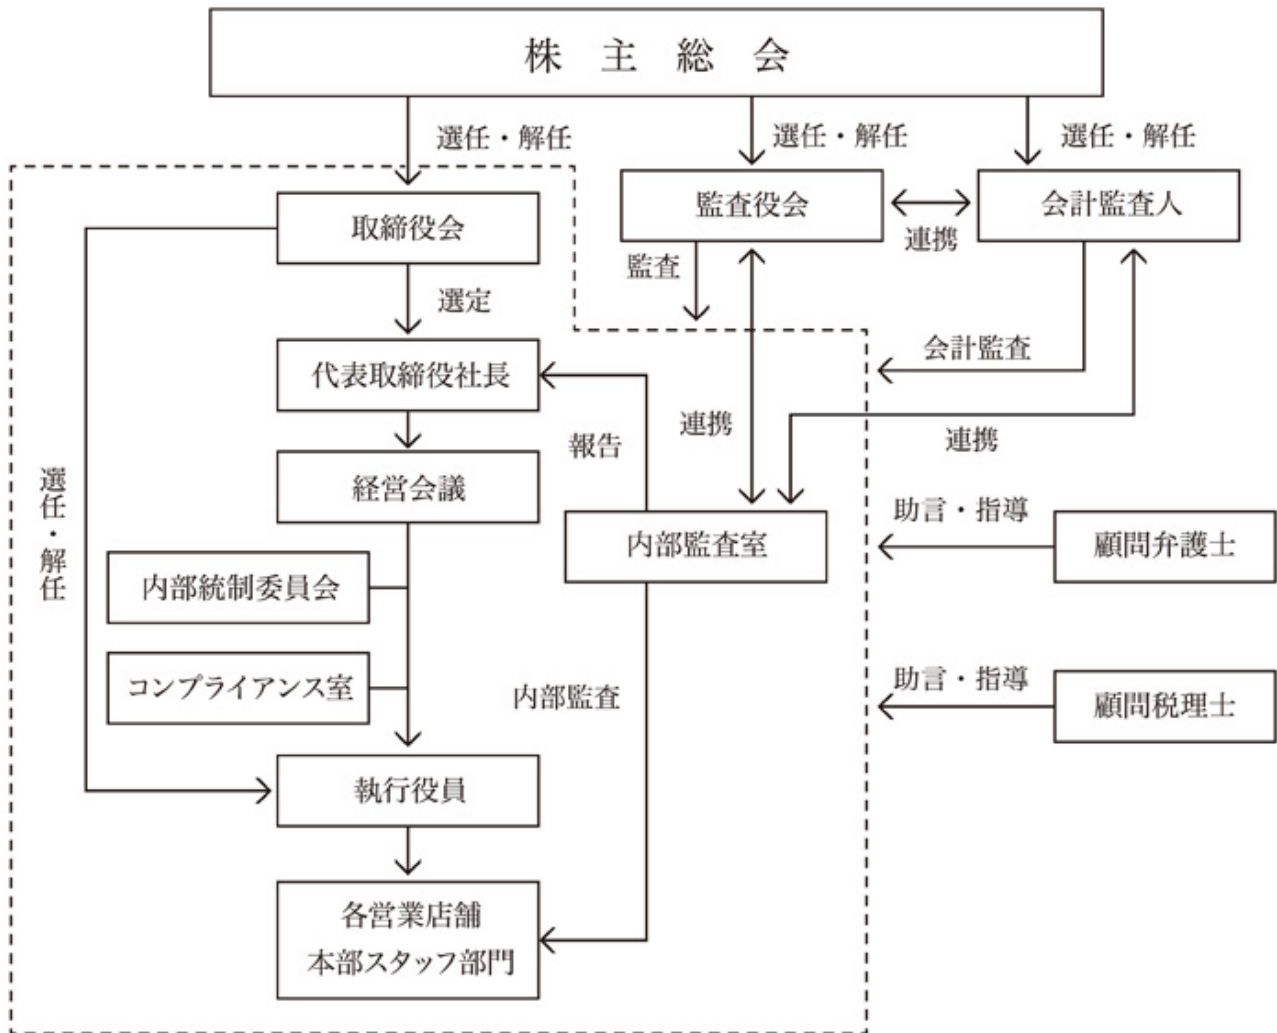 株主総会
選任・解任
選任・解任
選任・解任
取締役会
監査役会
会計監査人
連携
監査
選定
会計監査
代表取締役社長
報告
連携
連携
経営会議
選任・解任
内部監査室
助言・指導
顧問弁護士
内部統制委員会
コンプライアンス室
内部監査
助言・指導
顧問税理士
執行役員
各営業店舗
本部スタッフ部門